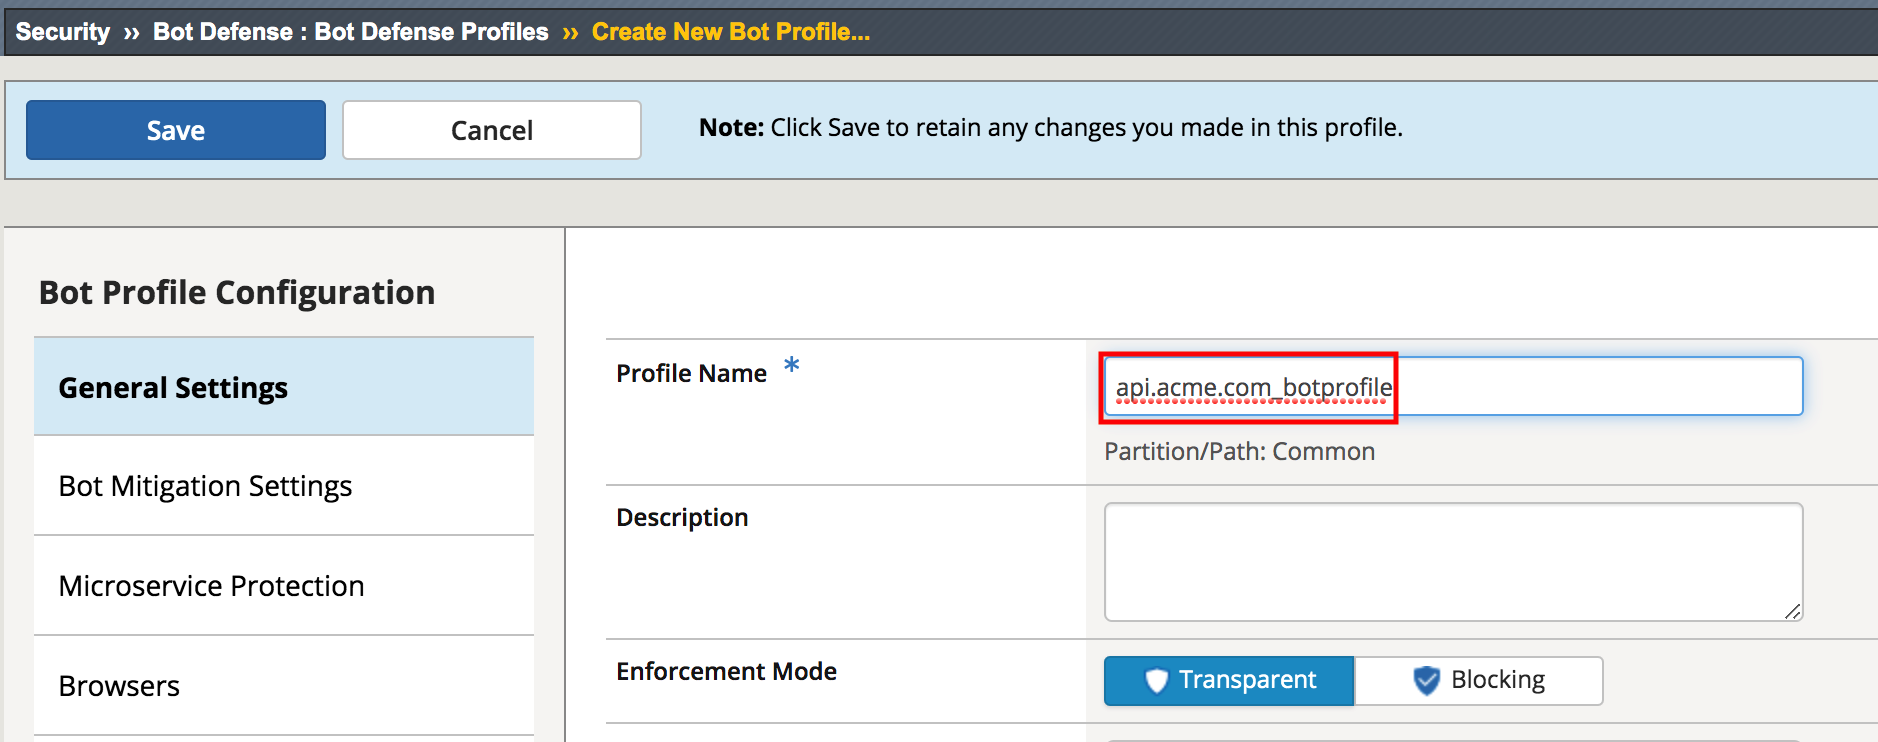 Security ›› Bot Defense : Bot Defense Profiles ›› Create New Bot Profile...
Save Cancel Note: Click Save to retain any changes you made in this profile.
Bot Profile Configuration
General Settings
Bot Mitigation Settings
Microservice Protection
Browsers
Profile Name *
api.acme.com_botprofile
Partition/Path: Common
Description
Enforcement Mode
Transparent Blocking